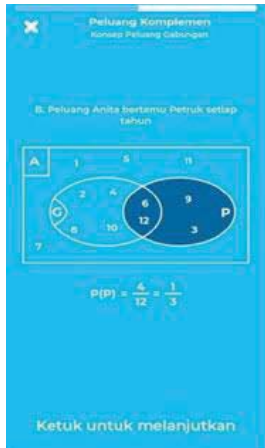 Peluang Komplemen
Konsep Peluang Gabungan
B. Peluang Anita bertemu Petruk setiap
tahun
A 1 5 11
2 4 6 9
G 12 P
8 10 3
7
P(P) = 4/12 = 1/3
Ketuk untuk melanjutkan